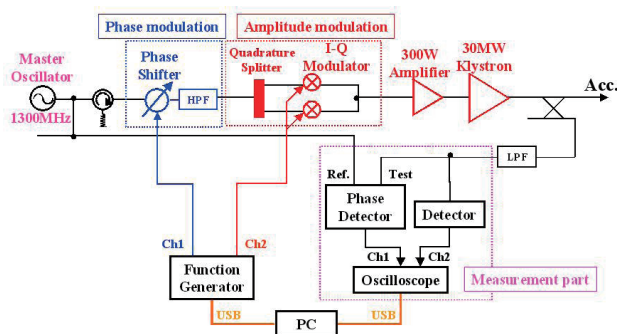 Phase modulation
Amplitude modulation
Master
Oscillator
1300MHz
Phase
Shifter
HPF
Quadrature
Splitter
I-Q
Modulator
300W
Amplifier
30MW
Klystron
Acc.
LPF
Ref.
Test
Phase
Detector
Detector
Ch1
Ch2
Ch1
Ch2
Function
Generator
Oscilloscope
Measurement part
USB
PC
USB